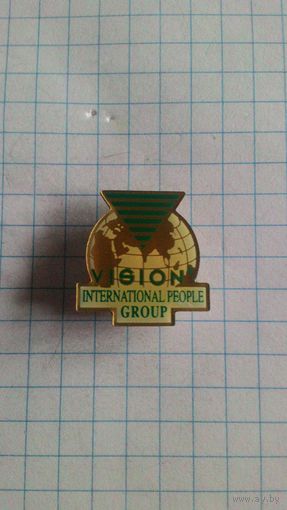 VISION
INTERNATIONAL PEOPLE
GROUP
www.ay.by